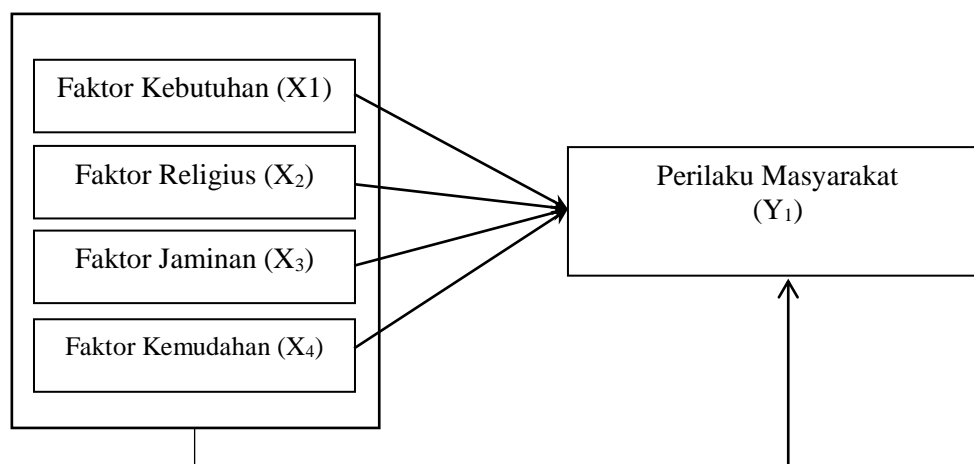 Faktor Kebutuhan (X1)
Faktor Religius (X₂)
Faktor Jaminan (X₃)
Faktor Kemudahan (X₄)
Perilaku Masyarakat
(Y₁)